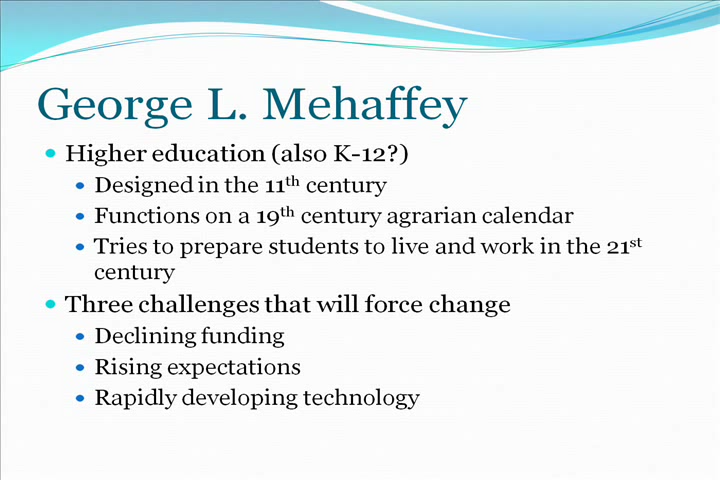 George L. Mehaffey
Higher education (also K-12?)
Designed in the 11th century
Functions on a 19th century agrarian calendar
Tries to prepare students to live and work in the 21st
century
Three challenges that will force change
Declining funding
Rising expectations
Rapidly developing technology